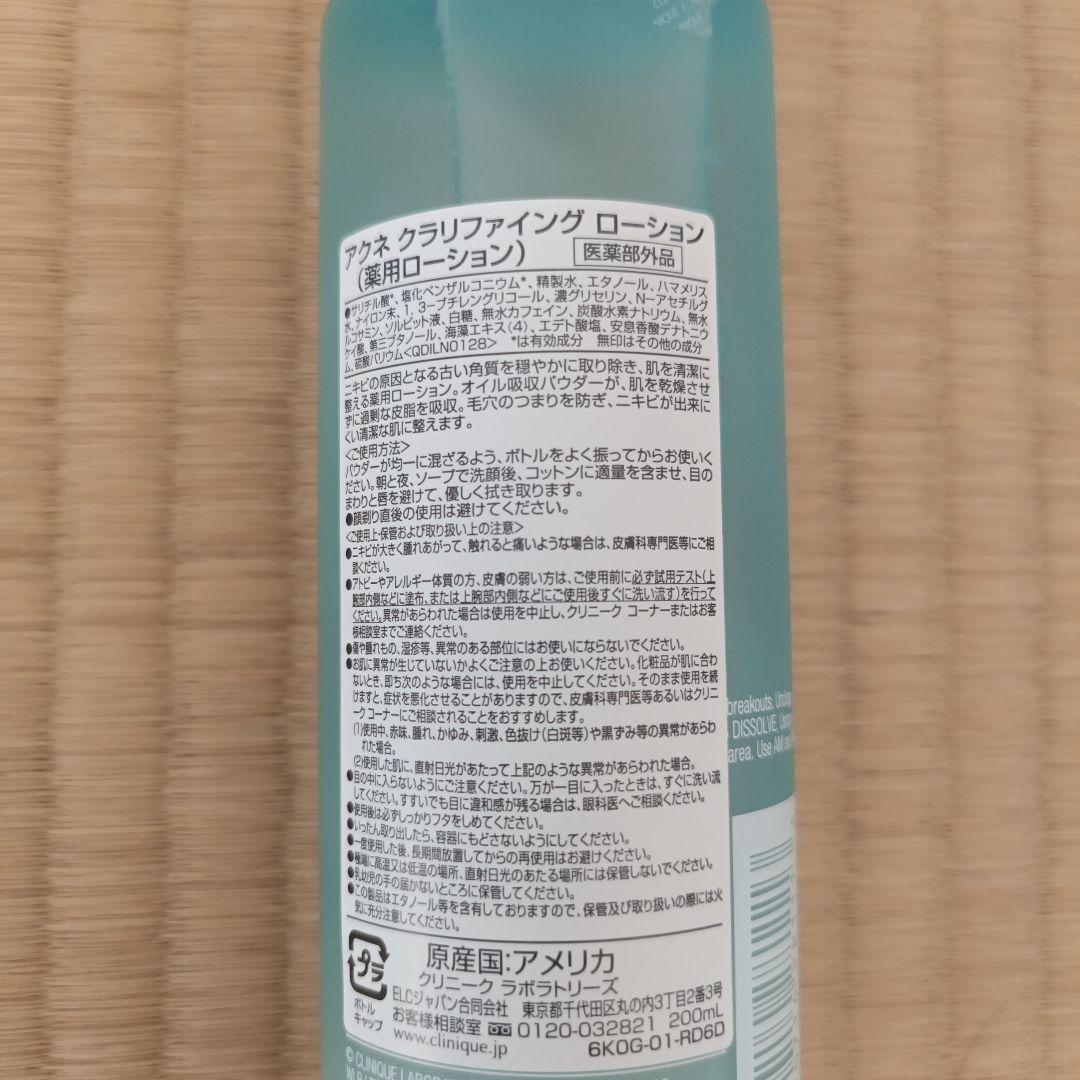 アクネ クラリファイング ローション
(薬用ローション) 医薬部外品
●サリチル酸*、塩化ベンザルコニウム*、精製水、エタノール、ハマメリス
水、ナイロン末、1，3－ブチレングリコール、濃グリセリン、N－アセチルグ
ルコサミン、ソルビット液、白糖、無水カフェイン、炭酸水素ナトリウム、無水
ケイ酸、第三ブタノール、海藻エキス(4)、エデト酸塩、安息香酸デナトニウ
ム、硫酸バリウム<QDILN0128> *は有効成分 無印はその他の成分
ニキビの原因となる古い角質を穏やかに取り除き、肌を清潔に
整える薬用ローション。オイル吸収パウダーが、肌を乾燥させ
ずに過剰な皮脂を吸収。毛穴のつまりを防ぎ、ニキビが出来に
くい清潔な肌に整えます。
<ご使用方法>
パウダーが均一に混ざるよう、ボトルをよく振ってからお使いく
ださい。朝と夜、ソープで洗顔後、コットンに適量を含ませ、目の
まわりと唇を避けて、優しく拭き取ります。
●顔剃り直後の使用は避けてください。
<ご使用上・保管および取り扱い上の注意>
●ニキビが大きく腫れあがって、触れると痛いような場合は、皮膚科専門医等にご相
談ください。
●アトピーやアレルギー体質の方、皮膚の弱い方は、ご使用前に必ず試用テスト(上
腕部内側などに塗布、または上腕部内側などにご使用後すぐに洗い流す)を行って
ください。異常があらわれた場合は使用を中止し、クリニーク コーナーまたはお客
様相談室までご連絡ください。
●傷や腫れもの、湿疹等、異常のある部位にはお使いにならないでください。
●お肌に異常が生じていないかよくご注意の上お使いください。化粧品が肌に合わ
ないとき、即ち次のような場合には、使用を中止してください。そのまま使用を続
けますと、症状を悪化させることがありますので、皮膚科専門医等あるいはクリニ
ーク コーナーにご相談されることをおすすめします。
(1)使用中、赤味、腫れ、かゆみ、刺激、色抜け(白斑等)や黒ずみ等の異常があらわ
れた場合。
(2)使用した肌に、直射日光があたって上記のような異常があらわれた場合。
●目の中に入らないようにご注意ください。万が一目に入ったときは、すぐに洗い流
してください。すすいでも目に違和感が残る場合は、眼科医へご相談ください。
●使用後は必ずしっかりフタをしめてください。
●いったん取り出したら、容器にもどさないようにしてください。
●一度使用した後、長期間放置してからの再使用はお避けください。
●極端に高温又は低温の場所、直射日光のあたる場所には保管しないでください。
●乳幼児の手の届かないところに保管してください。
●この製品はエタノール等を含有しておりますので、保管及び取り扱いの際には火
気に充分注意してください。
プラ
ボトル
キャップ
原産国:アメリカ
クリニーク ラボラトリーズ
ELCジャパン合同会社 東京都千代田区丸の内3丁目2番3号
お客様相談室 0120-032821 200mL
www.clinique.jp 6K0G-01-RD6D
breakouts:
DISSOLVE.
area. Use AM
© CLINIQUE